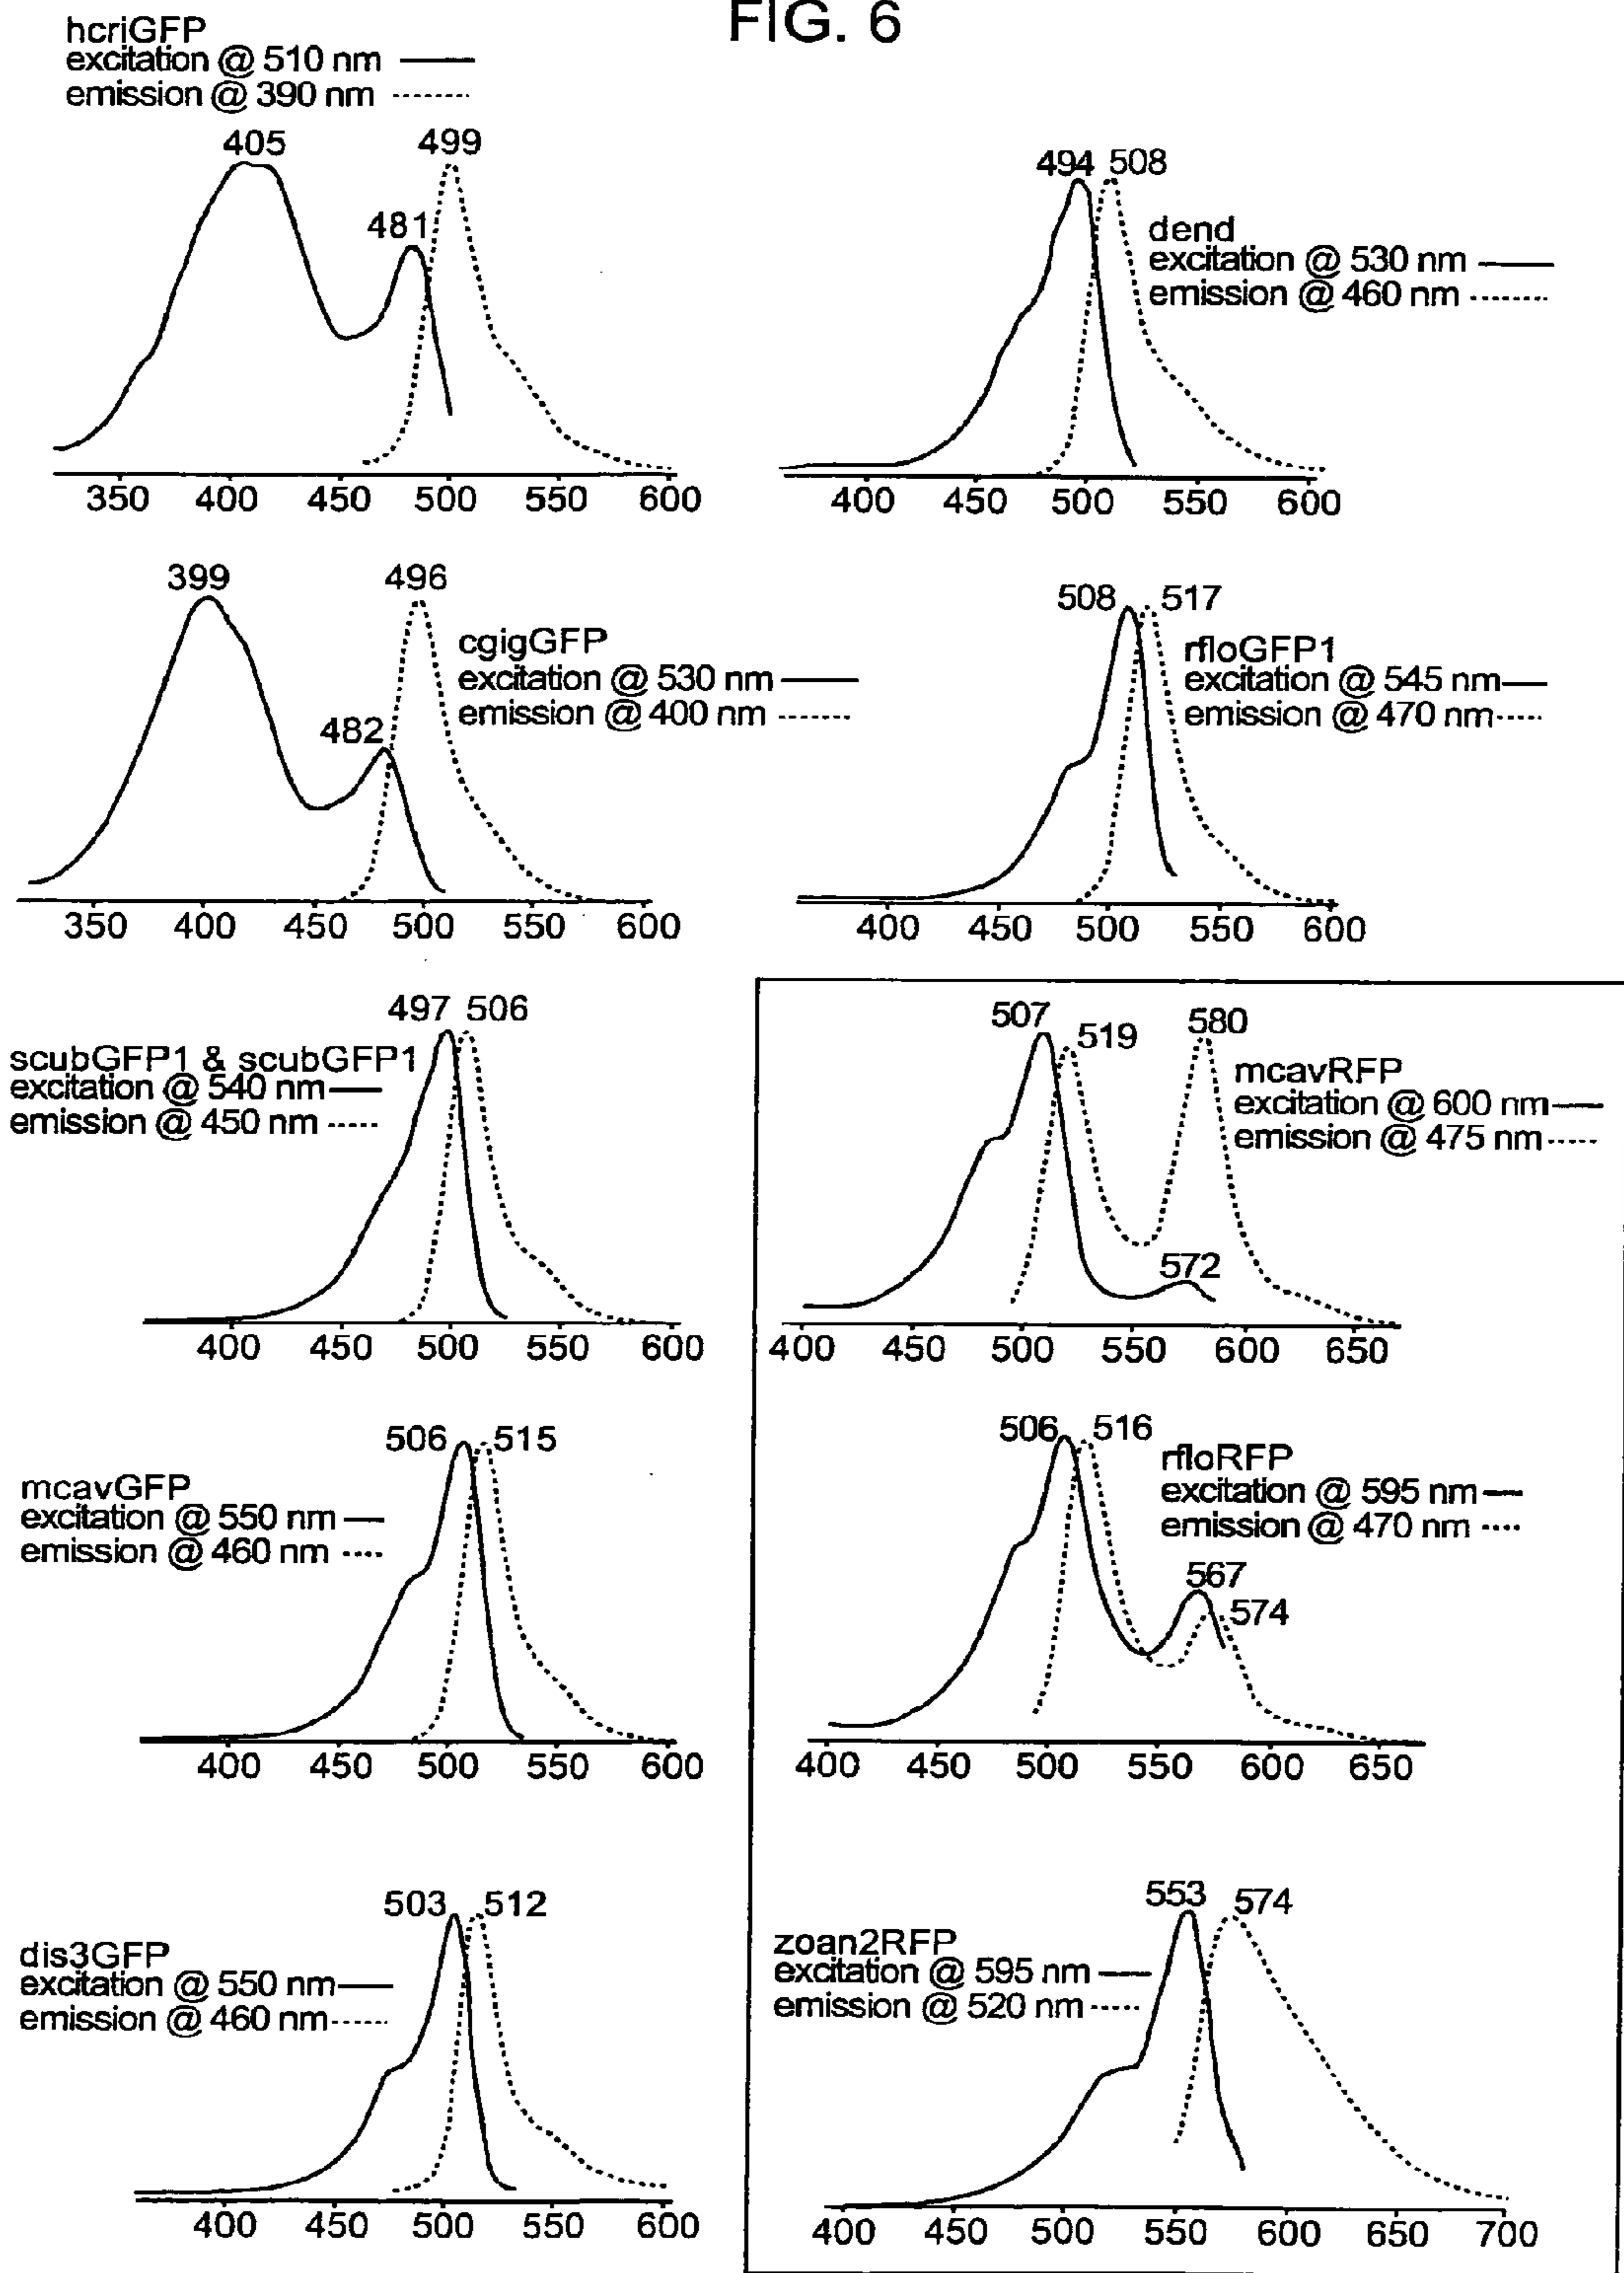 FIG. 6
hcriGFP
excitation @ 510 nm
emission @ 390 nm
405
499
481
350 400 450 500 550 600
494 508
dend
excitation @ 530 nm
emission @ 460 nm
400 450 500 550 600
399
496
482
cgigGFP
excitation @ 530 nm
emission @ 400 nm
350 400 450 500 550 600
508 517
rfloGFP1
excitation @ 545 nm
emission @ 470 nm
400 450 500 550 600
497 506
scubGFP1 & scubGFP1
excitation @ 540 nm
emission @ 450 nm
400 450 500 550 600
507
519
580
572
mcavRFP
excitation @ 600 nm
emission @ 475 nm
400 450 500 550 600 650
506 515
mcavGFP
excitation @ 550 nm
emission @ 460 nm
400 450 500 550 600
506 516
rfloRFP
excitation @ 595 nm
emission @ 470 nm
567
574
400 450 500 550 600 650
503 512
dis3GFP
excitation @ 550 nm
emission @ 460 nm
400 450 500 550 600
553 574
zoan2RFP
excitation @ 595 nm
emission @ 520 nm
400 450 500 550 600 650 700